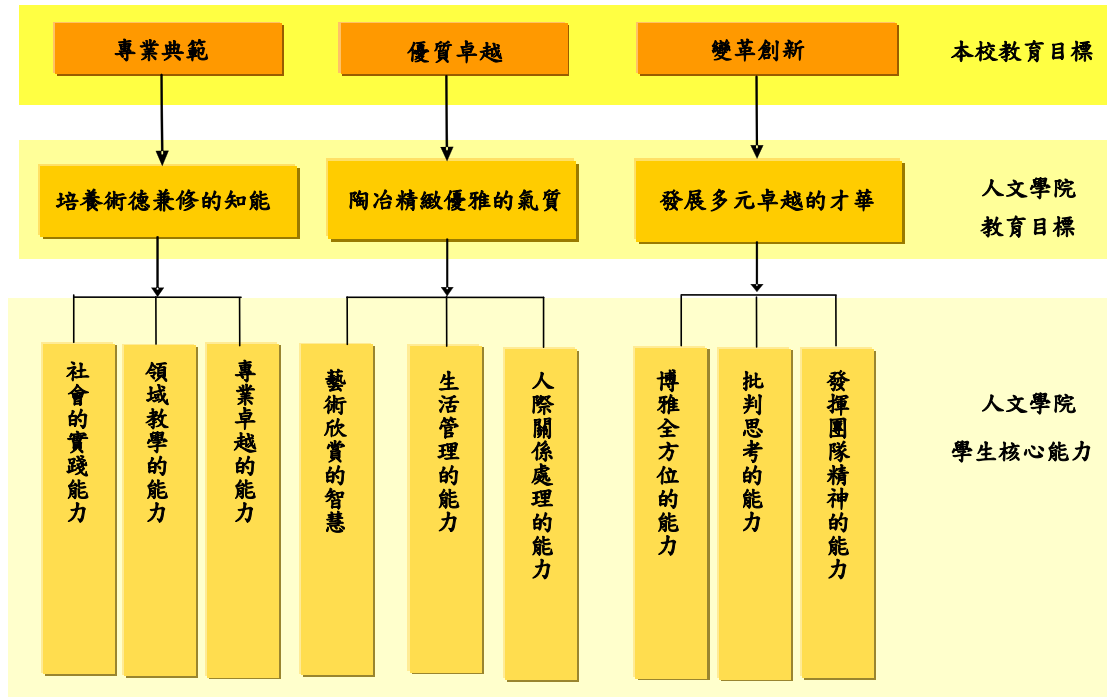 專業典範
優質卓越
變革創新
本校教育目標
培養術德兼修的知能
陶冶精緻優雅的氣質
發展多元卓越的才華
人文學院
教育目標
社會的實踐能力
領域教學的能力
專業卓越的能力
藝術欣賞的智慧
生活管理的能力
人際關係處理的能力
博雅全方位的能力
批判思考的能力
發揮團隊精神的能力
人文學院
學生核心能力